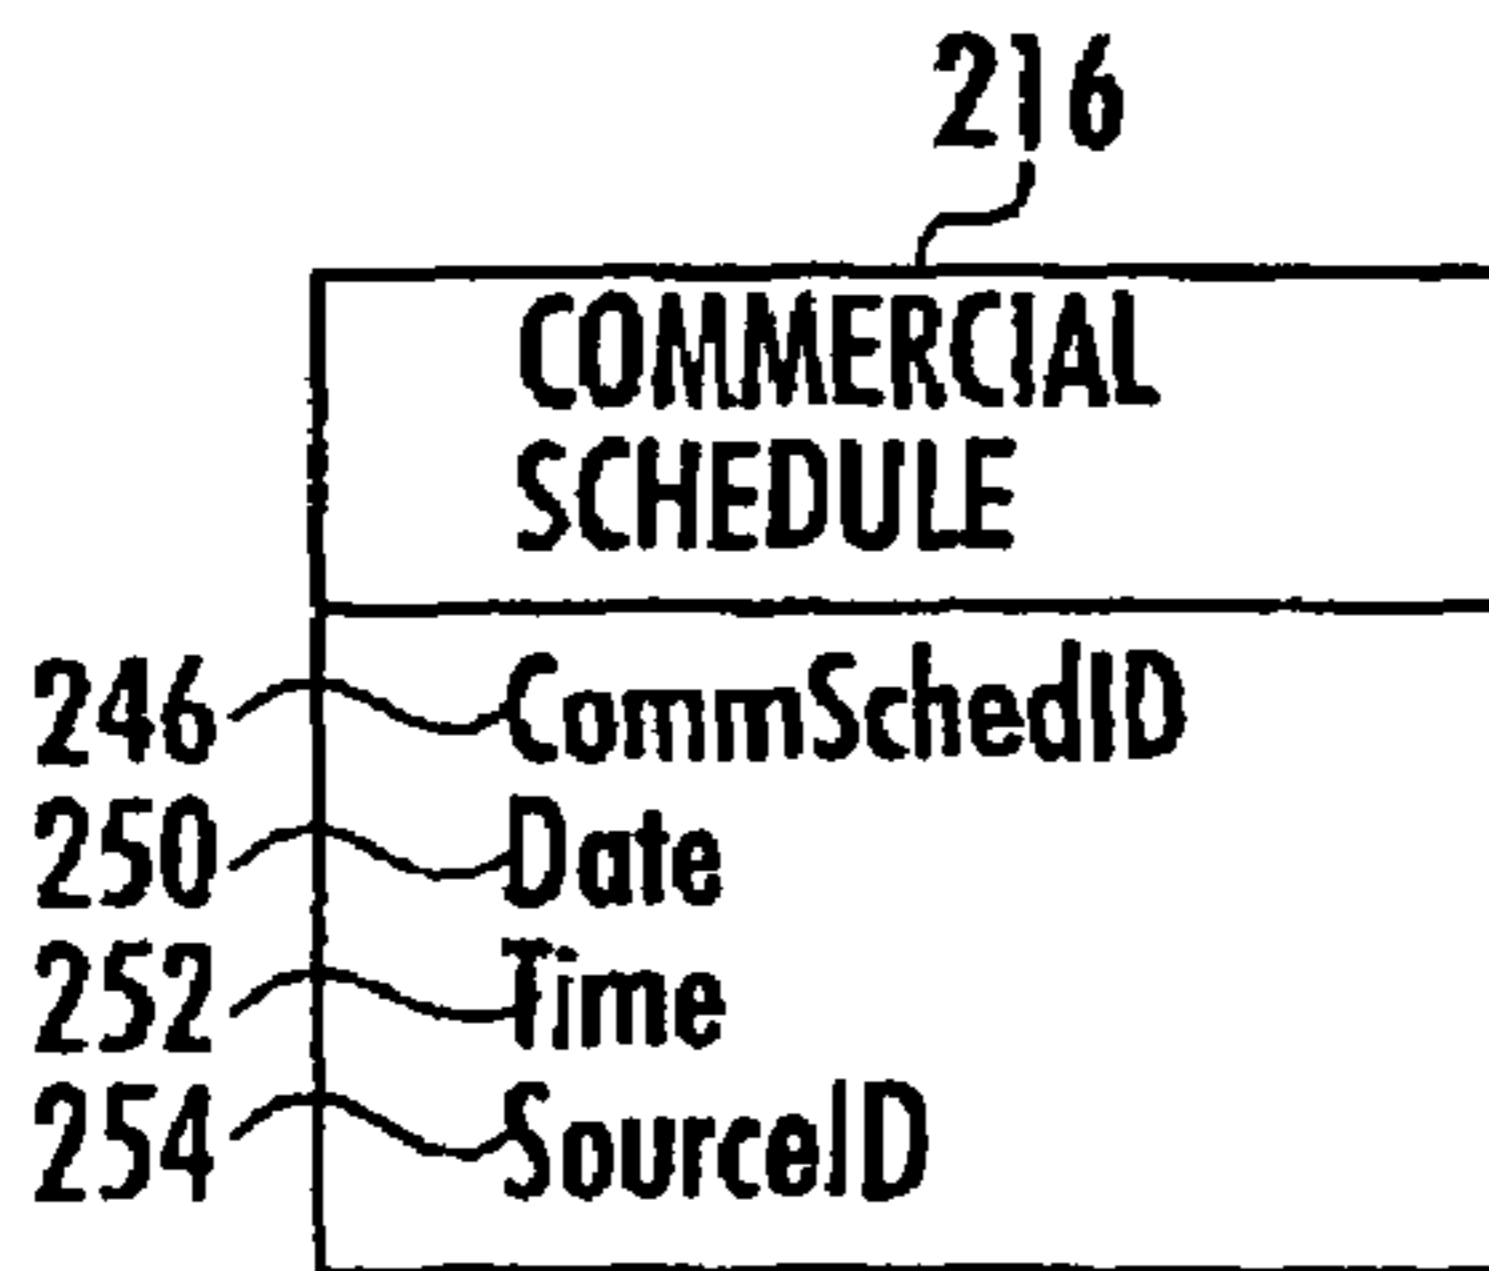 216
COMMERCIAL
SCHEDULE
246 CommSchedID
250 Date
252 Time
254 SourceID